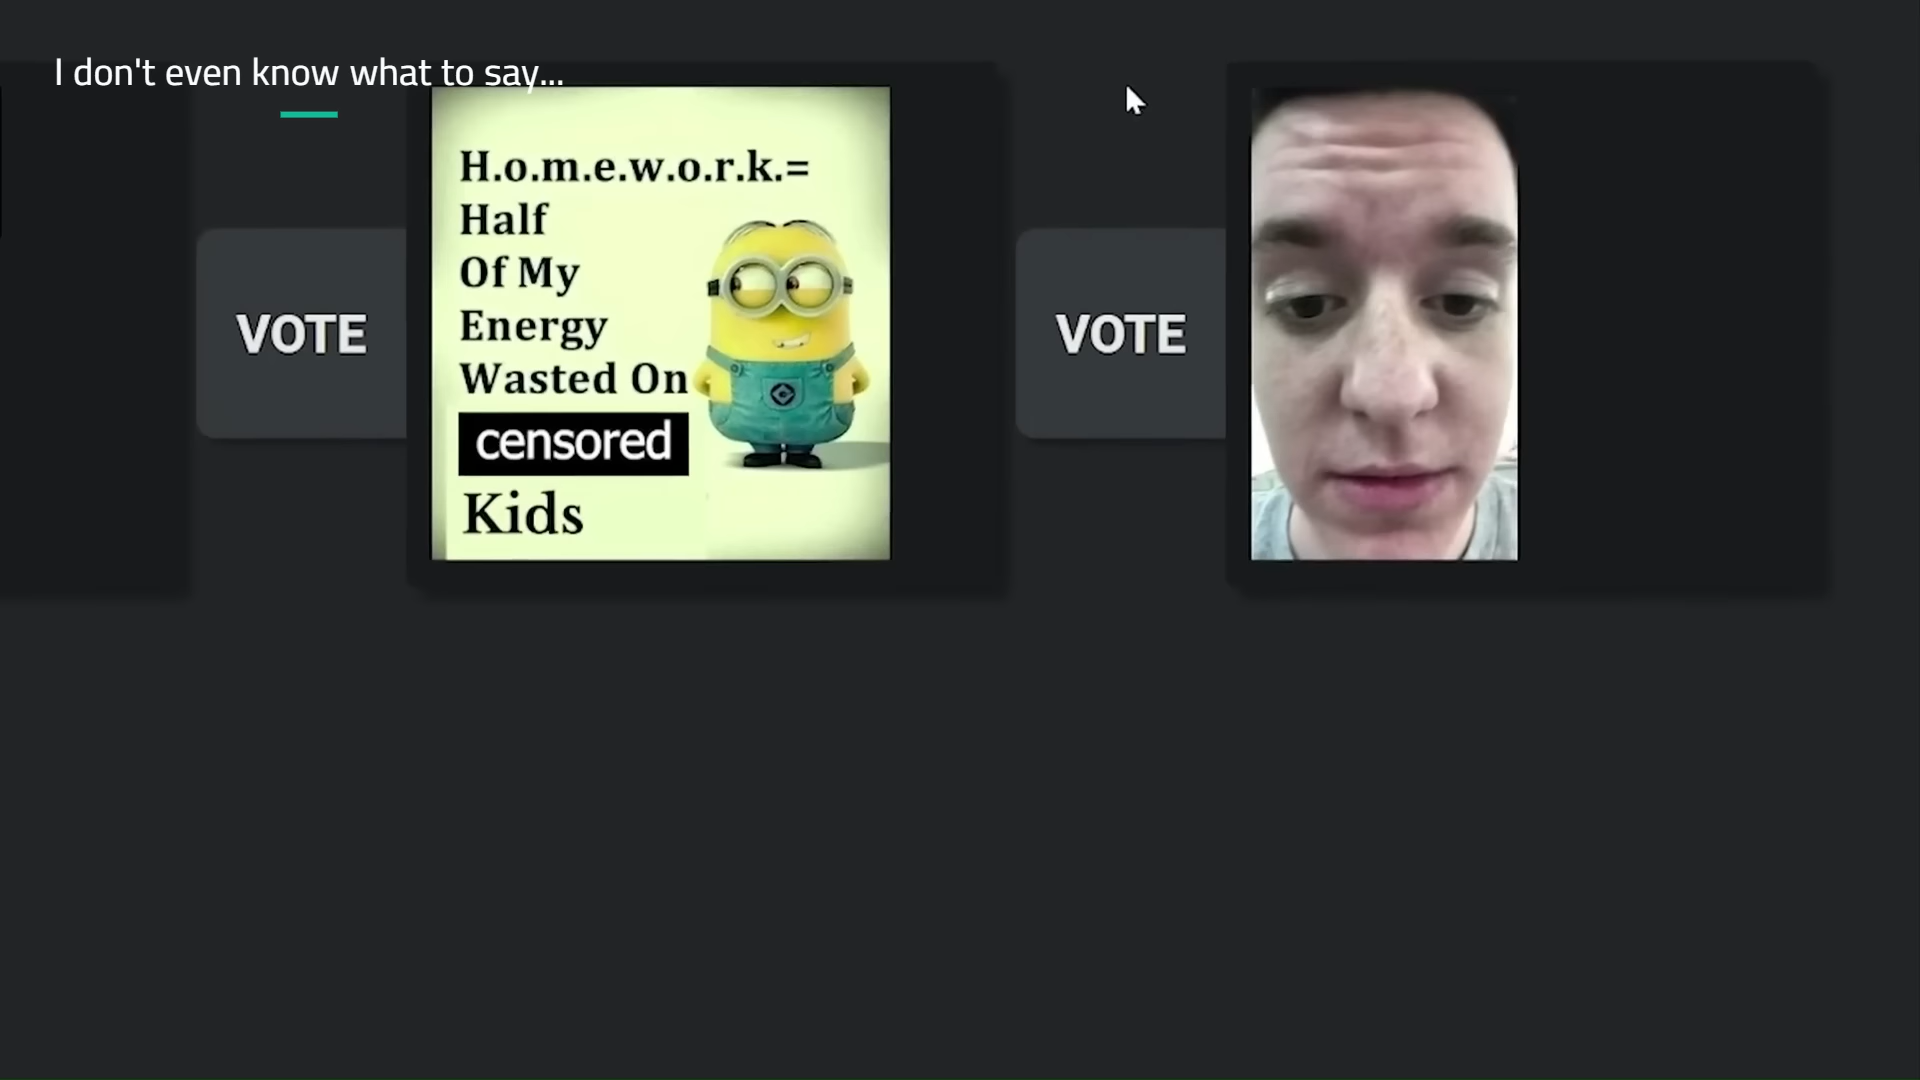 I don't even know what to say...
VOTE
H.o.m.e.w.o.r.k.=
Half
Of My
Energy
Wasted On
censored
Kids
VOTE